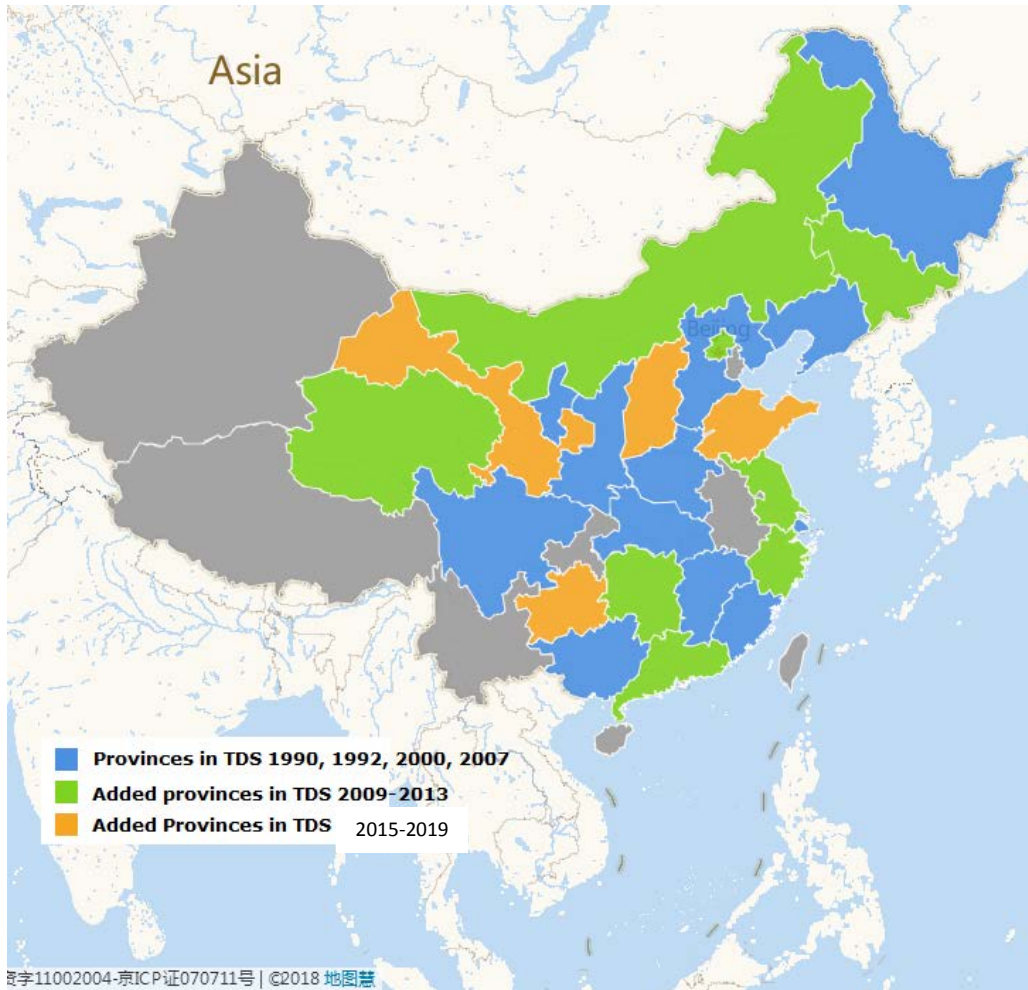 Asia
Beijing
Provinces in TDS 1990, 1992, 2000, 2007
Added provinces in TDS 2009-2013
Added Provinces in TDS 2015-2019
资字11002004-京ICP证070711号 | ©2018 地图慧